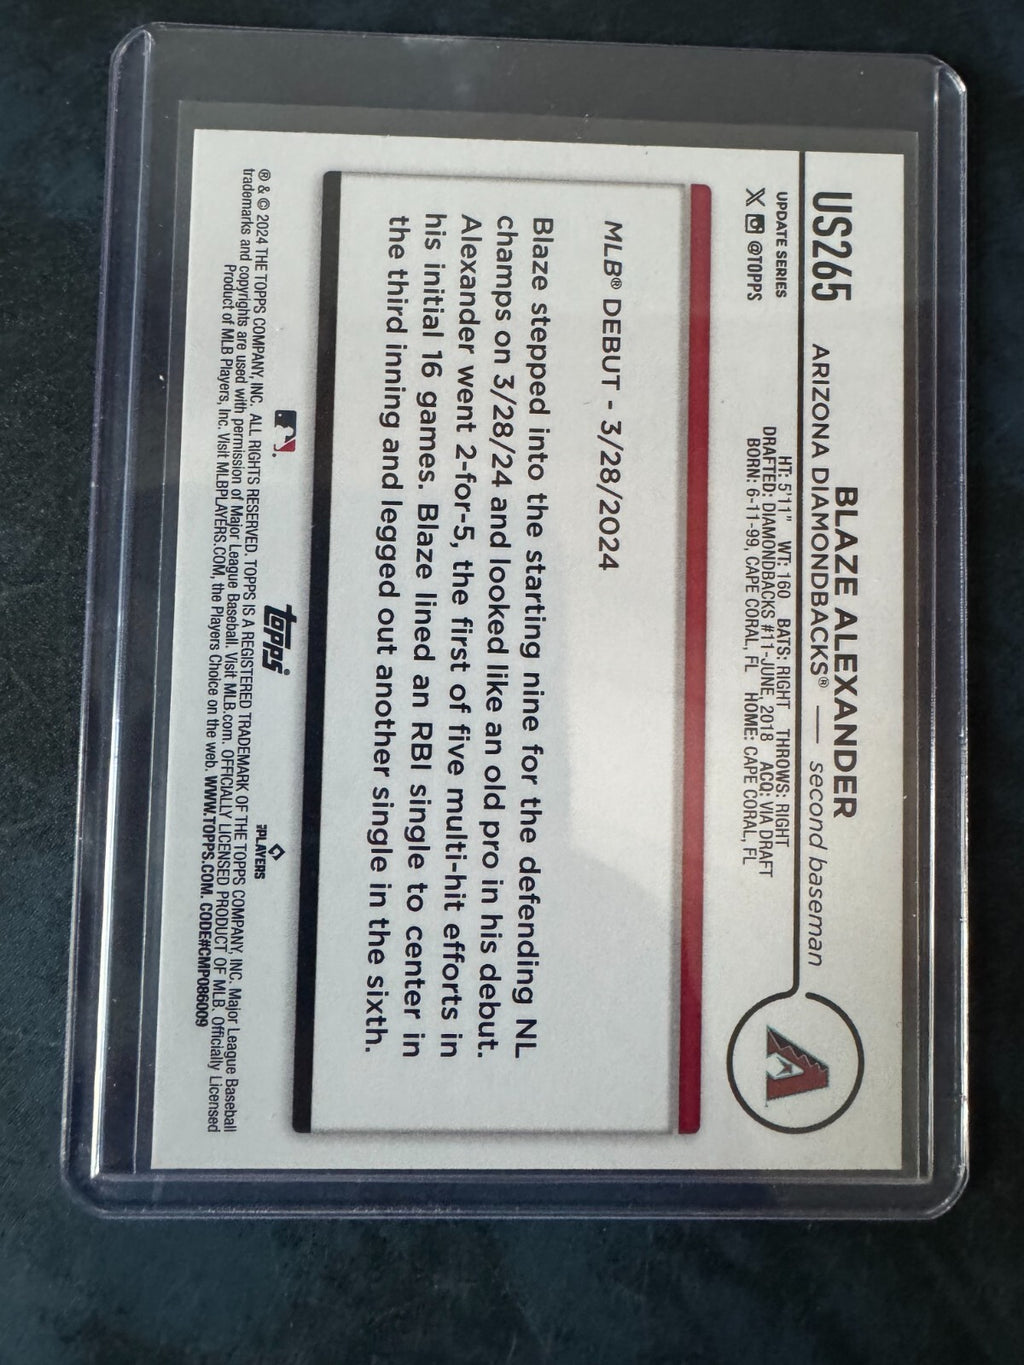 US265
BLAZE ALEXANDER
ARIZONA DIAMONDBACKS® — second baseman
UPDATE SERIES
X @TOPPS
HT: 5'11" WT: 160 BATS: RIGHT THROWS: RIGHT
DRAFTED: DIAMONDBACKS #11-JUNE, 2018 ACQ: VIA DRAFT
BORN: 6-11-99, CAPE CORAL, FL HOME: CAPE CORAL, FL
A
MLB® DEBUT - 3/28/2024
Blaze stepped into the starting nine for the defending NL
champs on 3/28/24 and looked like an old pro in his debut.
Alexander went 2-for-5, the first of five multi-hit efforts in
his initial 16 games. Blaze lined an RBI single to center in
the third inning and legged out another single in the sixth.
topps®
PLAYERS
® & © 2024 THE TOPPS COMPANY, INC. ALL RIGHTS RESERVED. TOPPS IS A REGISTERED TRADEMARK OF THE TOPPS COMPANY, INC. Major League Baseball
trademarks and copyrights are used with permission of Major League Baseball. Visit MLB.com. OFFICIALLY LICENSED PRODUCT OF MLB. Officially Licensed
Product of MLB Players, Inc. Visit MLBPLAYERS.COM, the Players Choice on the web. WWW.TOPPS.COM. CODE#CMP086009